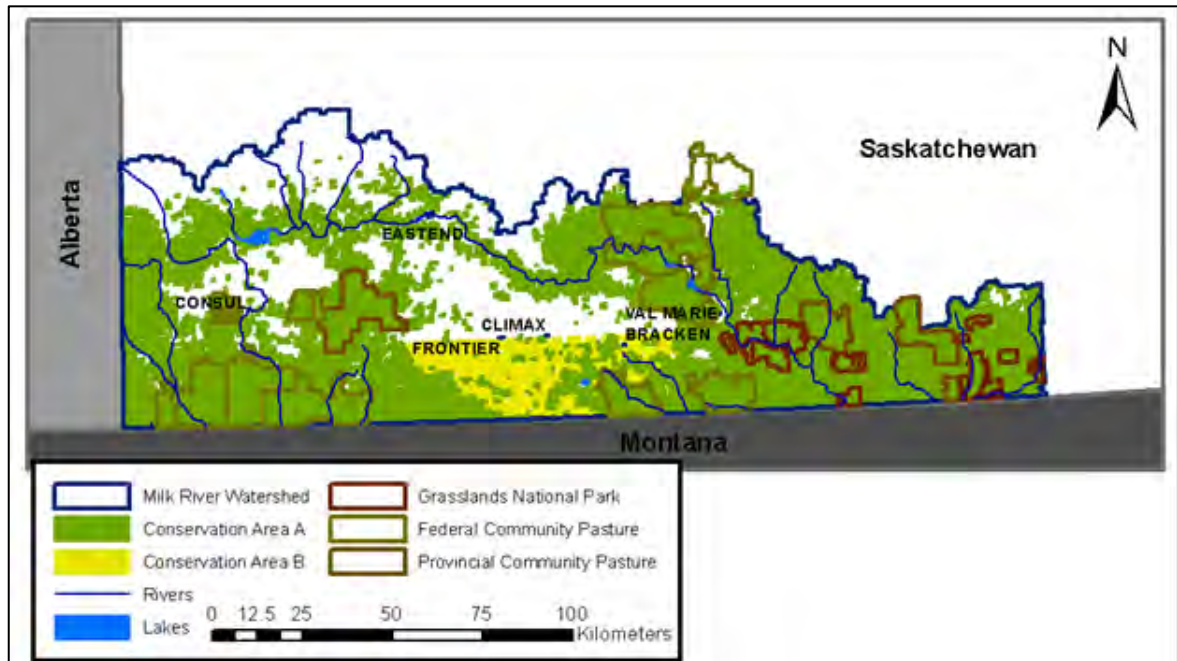 N
Saskatchewan
Alberta
EASTEND
CONSUL
CLIMAX
VAL MARIE
BRACKEN
FRONTIER
Montana
Milk River Watershed
Conservation Area A
Conservation Area B
Rivers
Lakes
Grasslands National Park
Federal Community Pasture
Provincial Community Pasture
0 12.5 25 50 75 100
Kilometers